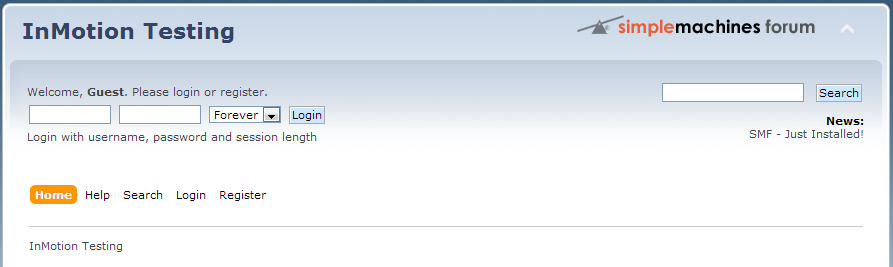 InMotion Testing
simplemachines forum
Welcome, Guest. Please login or register.
Forever Login
Login with username, password and session length
Search
News:
SMF - Just Installed!
Home Help Search Login Register
InMotion Testing